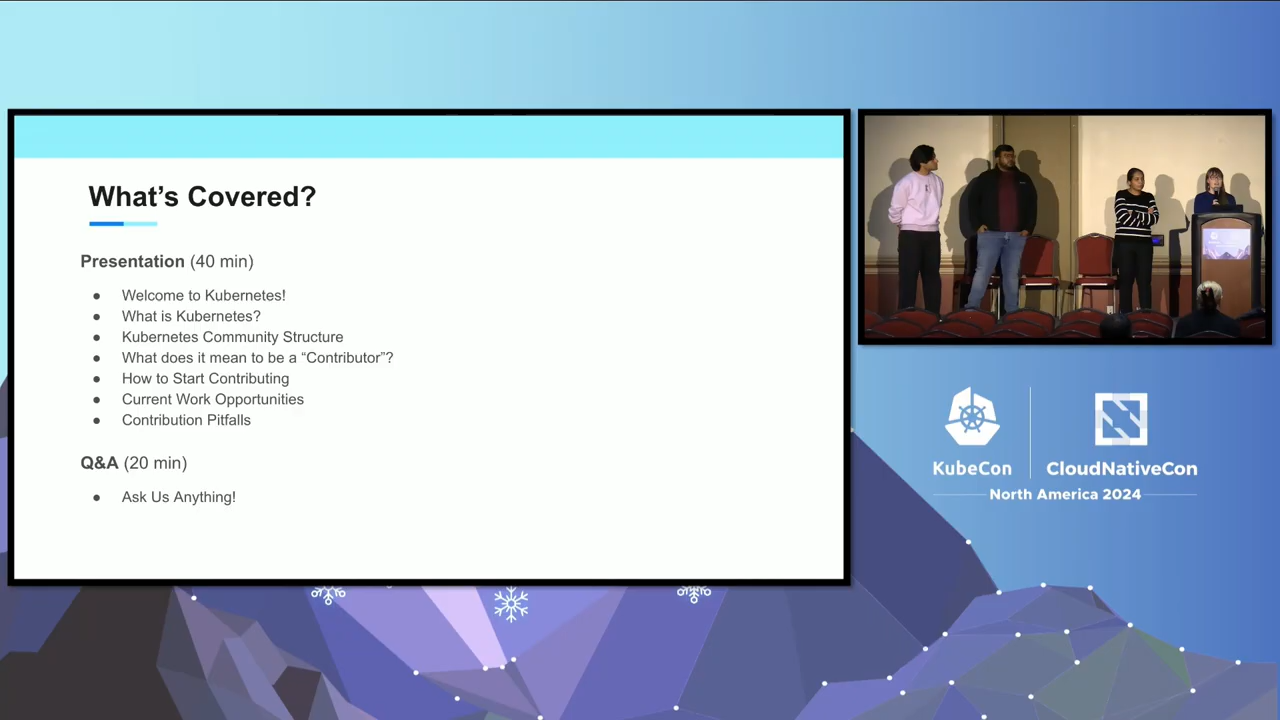 What’s Covered?
Presentation (40 min)
● Welcome to Kubernetes!
● What is Kubernetes?
● Kubernetes Community Structure
● What does it mean to be a “Contributor”?
● How to Start Contributing
● Current Work Opportunities
● Contribution Pitfalls
Q&A (20 min)
● Ask Us Anything!
KubeCon
CloudNativeCon
North America 2024